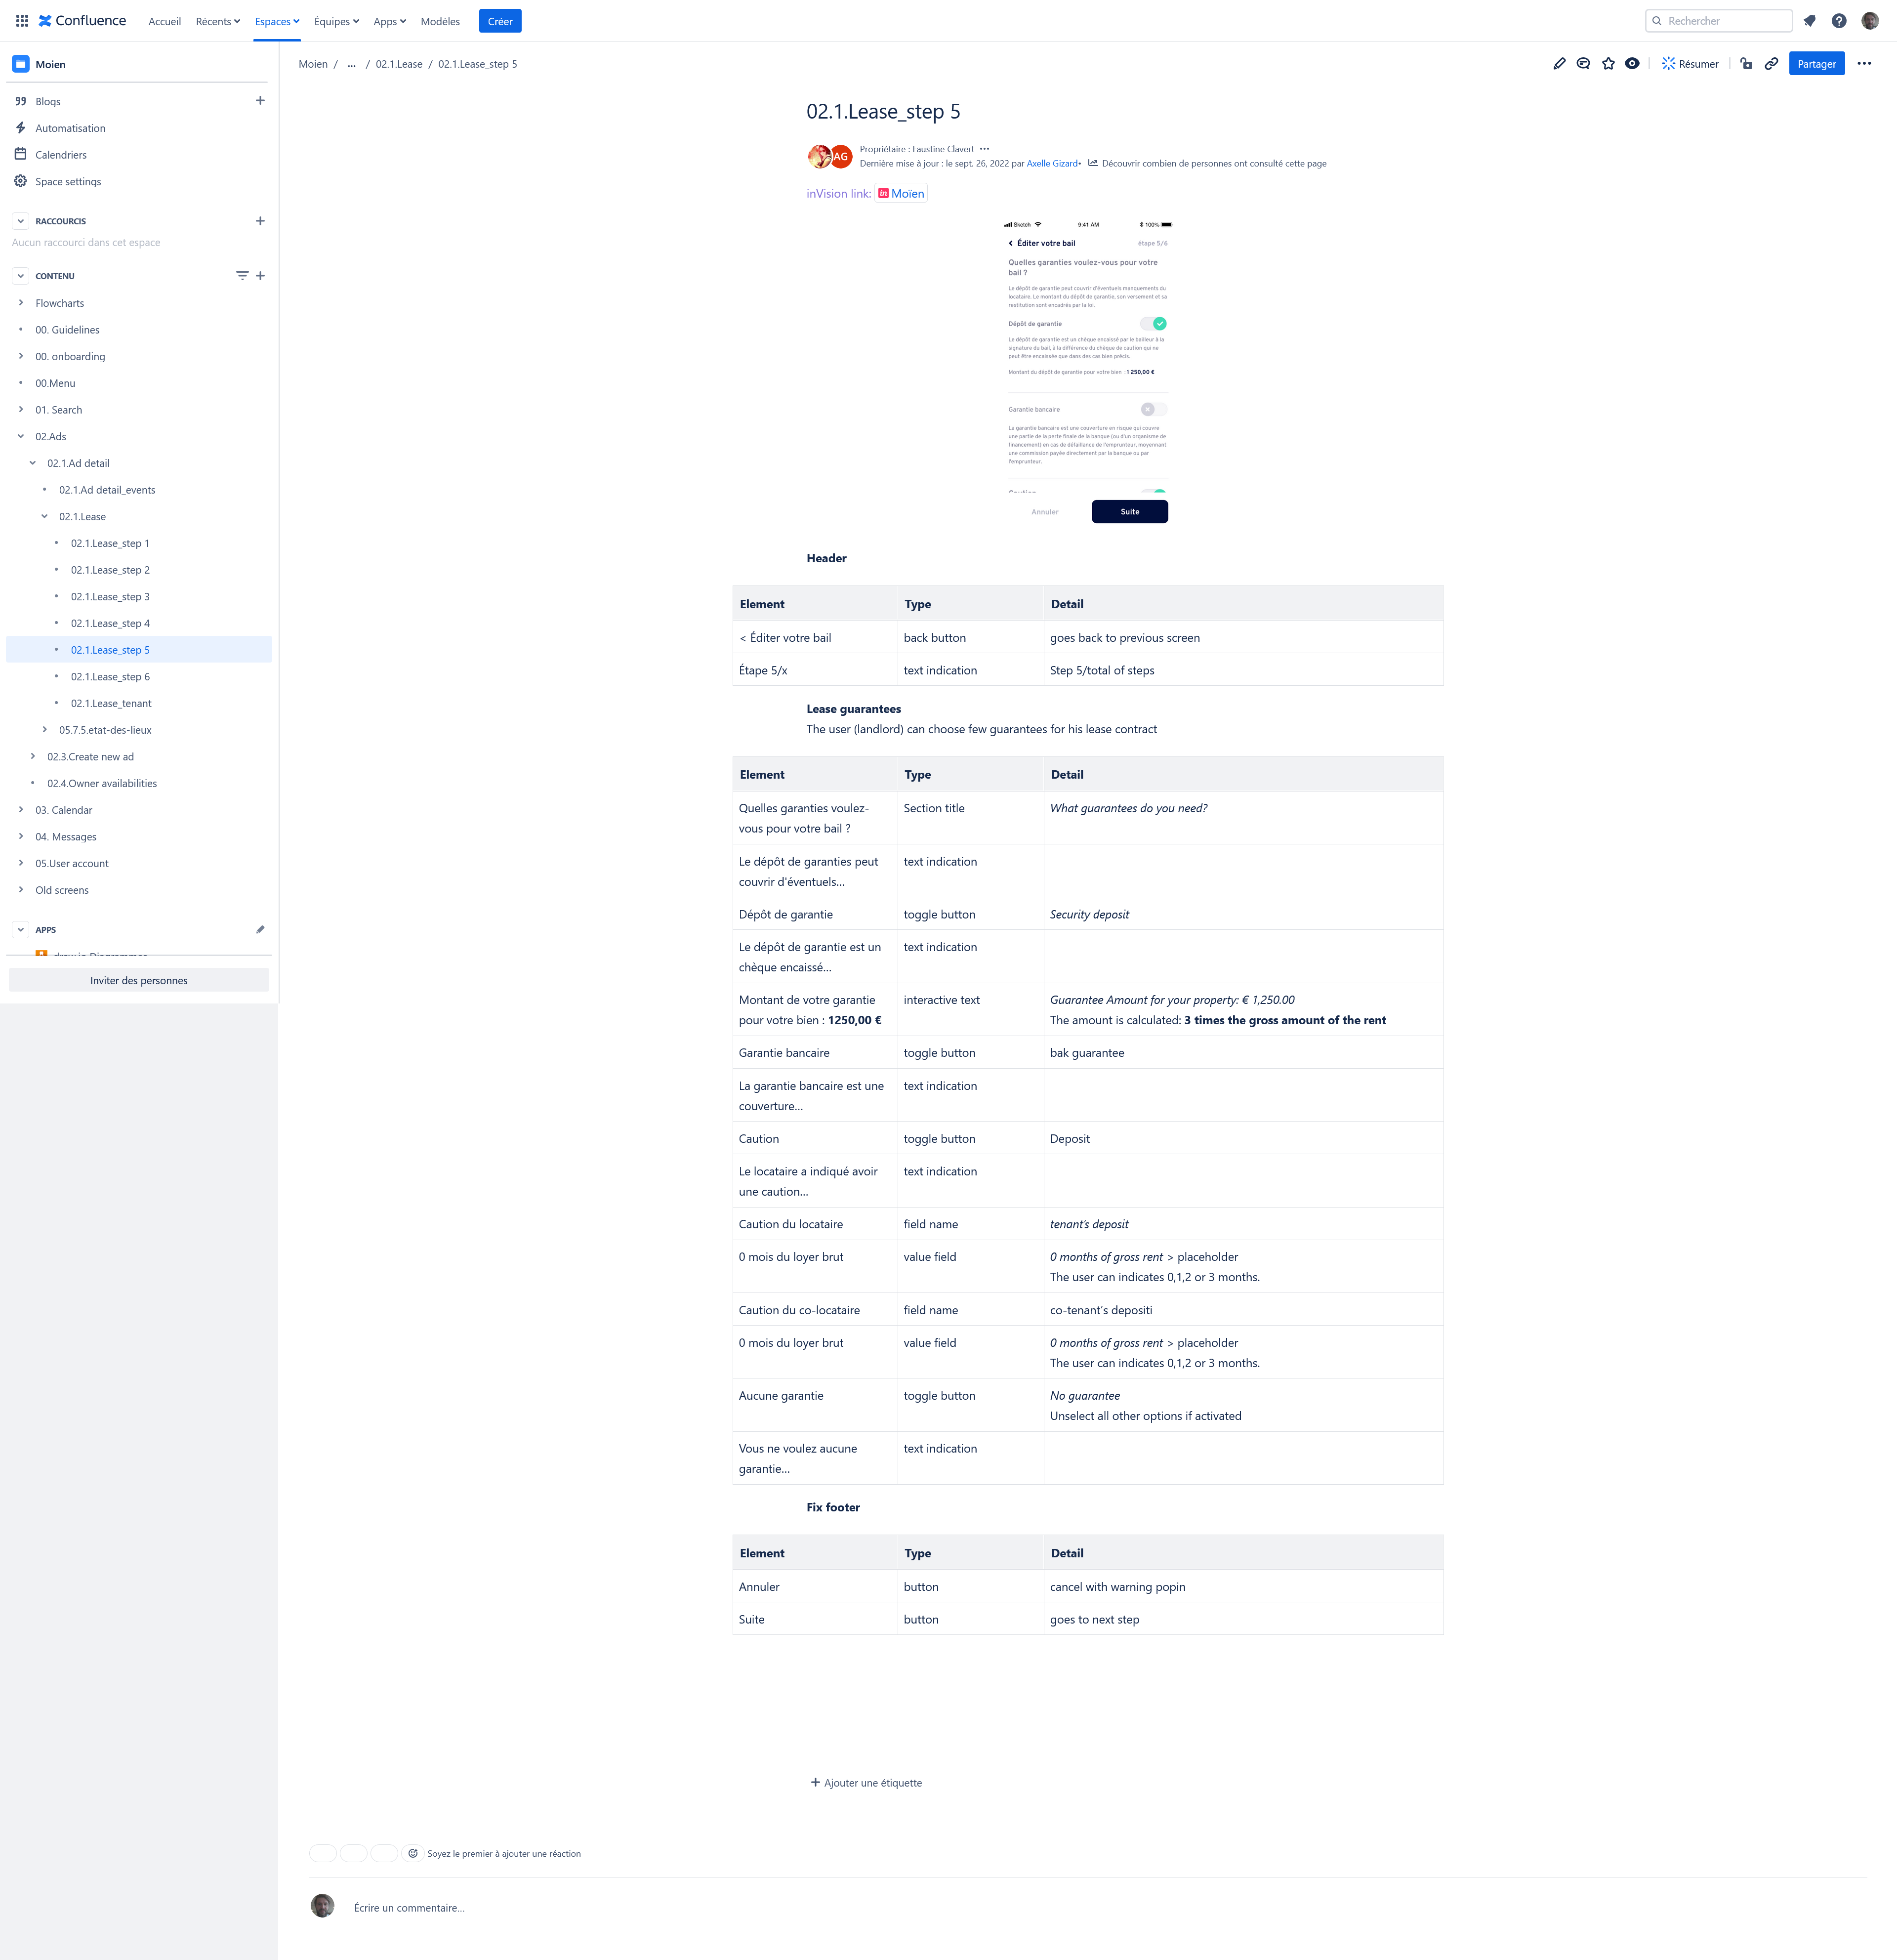 Confluence
Accueil
Récents
Espaces
Équipes
Apps
Modèles
Créer
Rechercher
Moien
Blogs
Automatisation
Calendriers
Space settings
RACCOURCIS
Aucun raccourci dans cet espace
CONTENU
Flowcharts
00. Guidelines
00. onboarding
00.Menu
01. Search
02.Ads
02.1.Ad detail
02.1.Ad detail_events
02.1.Lease
02.1.Lease_step 1
02.1.Lease_step 2
02.1.Lease_step 3
02.1.Lease_step 4
02.1.Lease_step 5
02.1.Lease_step 6
02.1.Lease_tenant
05.7.5.etat-des-lieux
02.3.Create new ad
02.4.Owner availabilities
03. Calendar
04. Messages
05.User account
Old screens
APPS
Inviter des personnes
Moien / ... / 02.1.Lease / 02.1.Lease_step 5
Résumer
Partager
02.1.Lease_step 5
AG
Propriétaire : Faustine Clavert
Dernière mise à jour : le sept. 26, 2022 par Axelle Gizard• Découvrir combien de personnes ont consulté cette page
inVision link: in Moïen
Sketch 9:41 AM 100%
Éditer votre bail étape 5/6
Quelles garanties voulez-vous pour votre
bail ?
Le dépôt de garantie peut couvrir d'éventuels manquements du
locataire. Le montant du dépôt de garantie, son versement et sa
restitution sont encadrés par la loi.
Dépôt de garantie
Le dépôt de garantie est un chèque encaissé par le bailleur à la
signature du bail, à la différence du chèque de caution qui ne
peut être encaissée que dans des cas bien précis.
Montant du dépôt de garantie pour votre bien : 1 250,00 €
Garantie bancaire
La garantie bancaire est une couverture en risque qui couvre
une partie de la perte finale de la banque (ou d'un organisme de
financement) en cas de défaillance de l'emprunteur, moyennant
une commission payée directement par la banque ou par
l'emprunteur.
Annuler
Suite
Header
Element Type Detail
< Éditer votre bail back button goes back to previous screen
Étape 5/x text indication Step 5/total of steps
Lease guarantees
The user (landlord) can choose few guarantees for his lease contract
Element Type Detail
Quelles garanties voulez- Section title What guarantees do you need?
vous pour votre bail ?
Le dépôt de garanties peut text indication
couvrir d'éventuels...
Dépôt de garantie toggle button Security deposit
Le dépôt de garantie est un text indication
chèque encaissé...
Montant de votre garantie interactive text Guarantee Amount for your property: € 1,250.00
pour votre bien : 1250,00 € The amount is calculated: 3 times the gross amount of the rent
Garantie bancaire toggle button bak guarantee
La garantie bancaire est une text indication
couverture...
Caution toggle button Deposit
Le locataire a indiqué avoir text indication
une caution...
Caution du locataire field name tenant's deposit
0 mois du loyer brut value field 0 months of gross rent > placeholder
The user can indicates 0,1,2 or 3 months.
Caution du co-locataire field name co-tenant's depositi
0 mois du loyer brut value field 0 months of gross rent > placeholder
The user can indicates 0,1,2 or 3 months.
Aucune garantie toggle button No guarantee
Unselect all other options if activated
Vous ne voulez aucune text indication
garantie...
Fix footer
Element Type Detail
Annuler button cancel with warning popin
Suite button goes to next step
Ajouter une étiquette
Soyez le premier à ajouter une réaction
Écrire un commentaire...